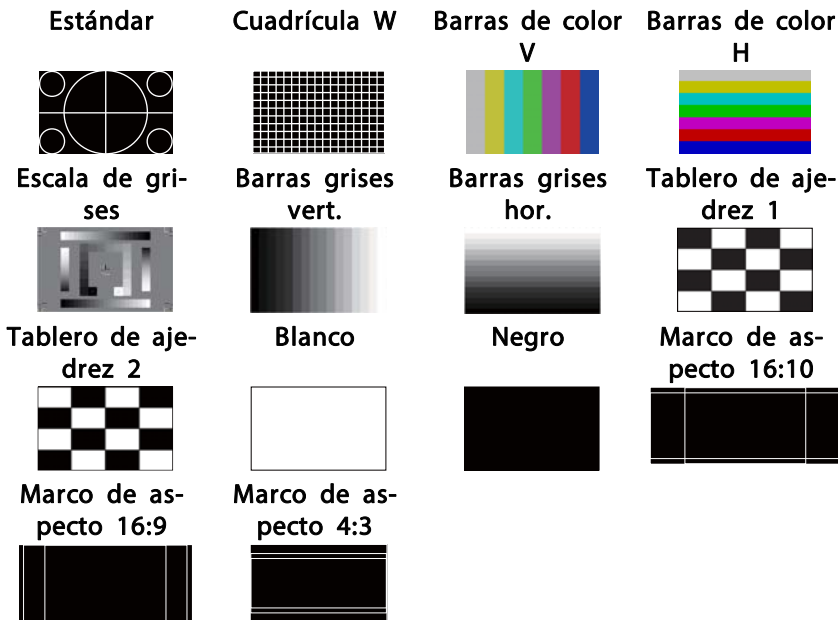 Estándar
Cuadrícula W
Barras de color
V
Barras de color
H
Escala de gri-
ses
Barras grises
vert.
Barras grises
hor.
Tablero de aje-
drez 1
Tablero de aje-
drez 2
Blanco
Negro
Marco de as-
pecto 16:10
Marco de as-
pecto 16:9
Marco de as-
pecto 4:3